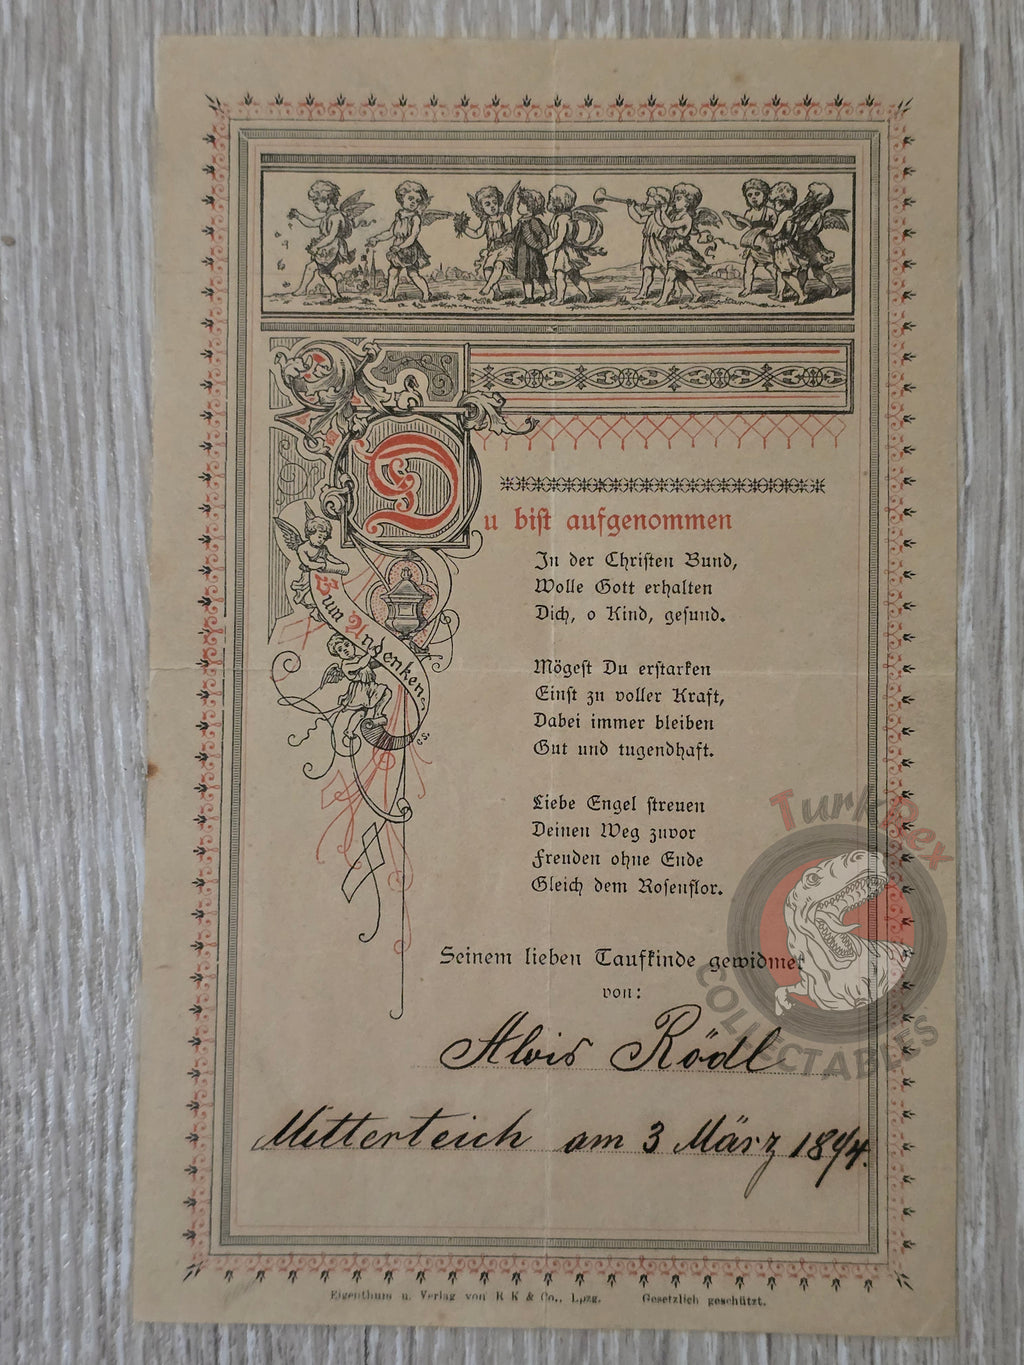 Du bist aufgenommen
In der Christen Bund,
Wolle Gott erhalten
Dich, o Kind, gesund.
Mögest Du erstarken
Einst zu voller Kraft,
Dabei immer bleiben
Gut und tugendhaft.
Liebe Engel streuen
Deinen Weg zuvor
Freuden ohne Ende
Gleich dem Rosenflor.
Zum Andenken
Seinem lieben Taufkinde gewidmet
von:
Alois Rödl
Mitterteich am 3 März 1894.
Eigenthum u. Verlag von R K & Co., Lpzg. Gesetzlich geschützt.
TurkRex
COLLECTABLES